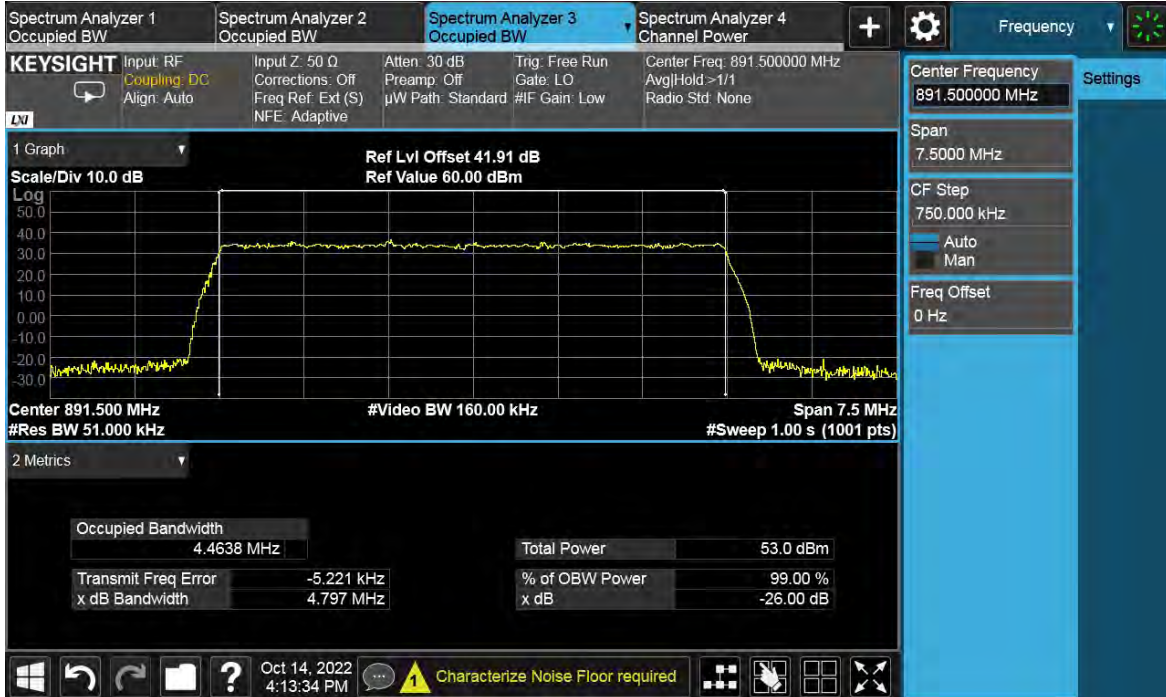 Spectrum Analyzer 1
Occupied BW
Spectrum Analyzer 2
Occupied BW
Spectrum Analyzer 3
Occupied BW
Spectrum Analyzer 4
Channel Power
+
Frequency
KEYSIGHT
LXI
Input: RF
Coupling: DC
Align: Auto
Input Z: 50 Ω
Corrections: Off
Freq Ref: Ext (S)
NFE: Adaptive
Atten: 30 dB
Preamp: Off
µW Path: Standard
Trig: Free Run
Gate: LO
#IF Gain: Low
Center Freq: 891.500000 MHz
Avg|Hold:>1/1
Radio Std: None
Center Frequency
891.500000 MHz
Settings
Span
7.5000 MHz
CF Step
750.000 kHz
Auto
Man
Freq Offset
0 Hz
1 Graph
Scale/Div 10.0 dB
Ref Lvl Offset 41.91 dB
Ref Value 60.00 dBm
Log
50.0
40.0
30.0
20.0
10.0
0.00
-10.0
-20.0
-30.0
Center 891.500 MHz
#Video BW 160.00 kHz
Span 7.5 MHz
#Res BW 51.000 kHz
#Sweep 1.00 s (1001 pts)
2 Metrics
Occupied Bandwidth
4.4638 MHz
Total Power 53.0 dBm
Transmit Freq Error -5.221 kHz
% of OBW Power 99.00 %
x dB Bandwidth 4.797 MHz
x dB -26.00 dB
?
Oct 14, 2022
4:13:34 PM
1
Characterize Noise Floor required